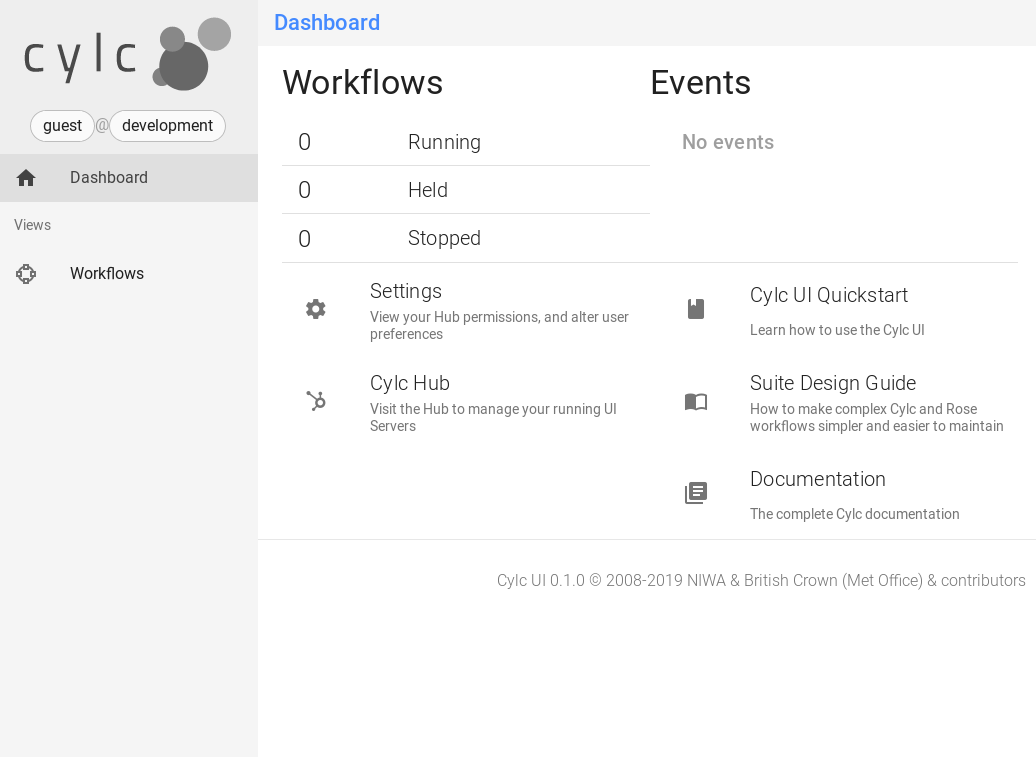 cylc
guest @ development
Dashboard
Views
Workflows
Dashboard
Workflows
0 Running
0 Held
0 Stopped
Events
No events
Settings
View your Hub permissions, and alter user
preferences
Cylc Hub
Visit the Hub to manage your running UI
Servers
Cylc UI Quickstart
Learn how to use the Cylc UI
Suite Design Guide
How to make complex Cylc and Rose
workflows simpler and easier to maintain
Documentation
The complete Cylc documentation
Cylc UI 0.1.0 © 2008-2019 NIWA & British Crown (Met Office) & contributors